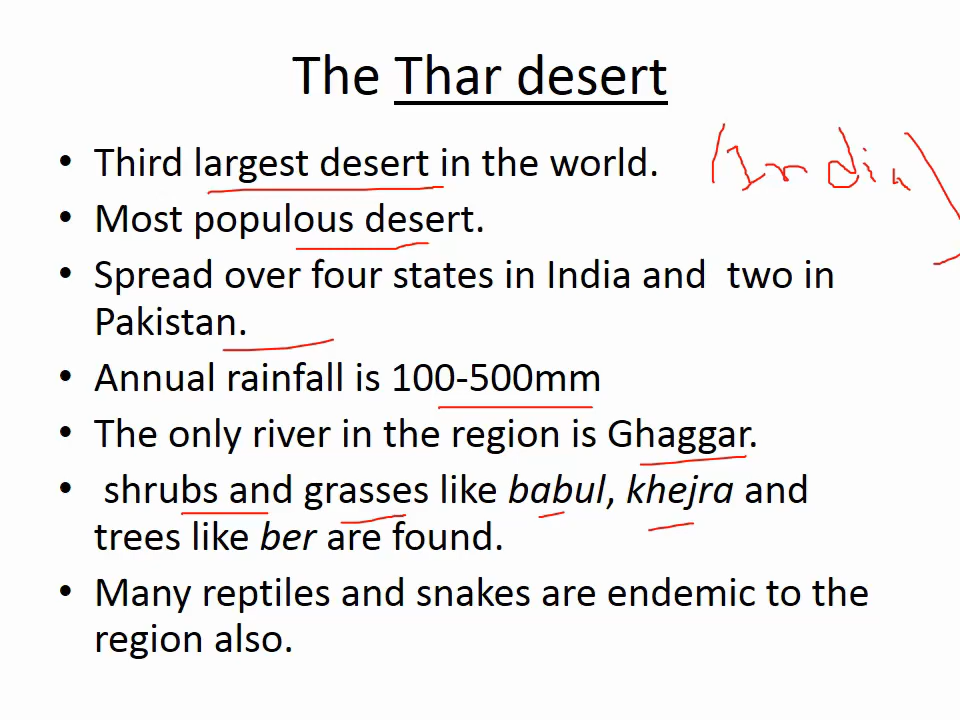 The Thar desert
• Third largest desert in the world. (India)
• Most populous desert.
• Spread over four states in India and two in
Pakistan.
• Annual rainfall is 100-500mm
• The only river in the region is Ghaggar.
• shrubs and grasses like babul, khejra and
trees like ber are found.
• Many reptiles and snakes are endemic to the
region also.